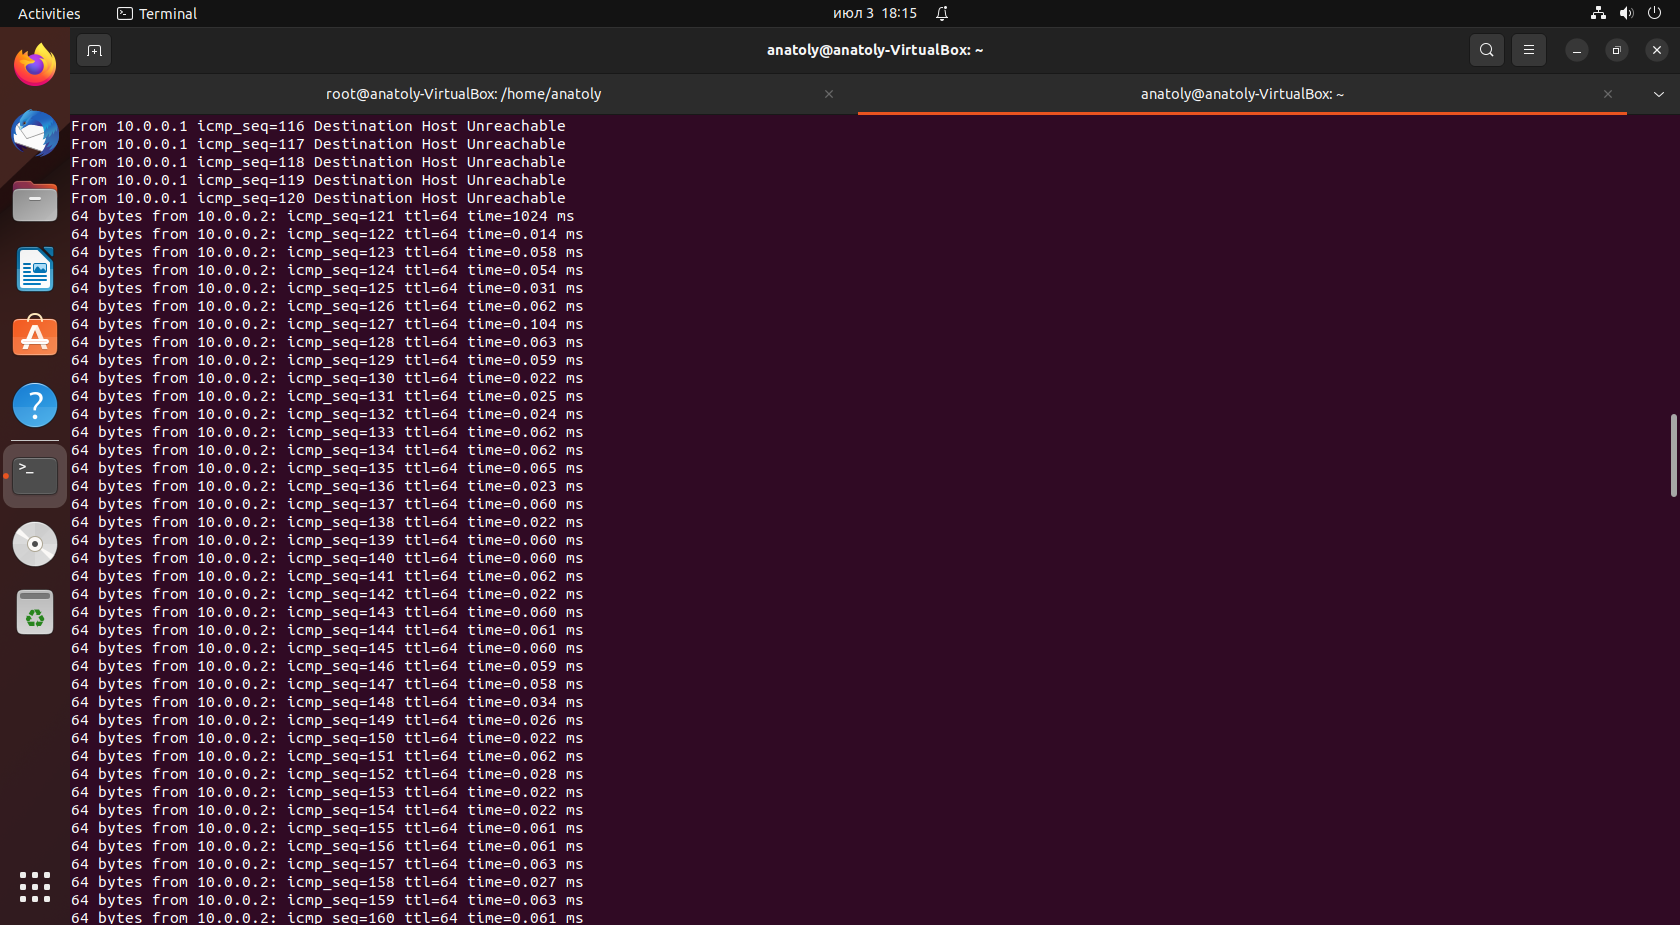 Activities
Terminal
июл 3 18:15
anatoly@anatoly-VirtualBox: ~
root@anatoly-VirtualBox: /home/anatoly
anatoly@anatoly-VirtualBox: ~
From 10.0.0.1 icmp_seq=116 Destination Host Unreachable
From 10.0.0.1 icmp_seq=117 Destination Host Unreachable
From 10.0.0.1 icmp_seq=118 Destination Host Unreachable
From 10.0.0.1 icmp_seq=119 Destination Host Unreachable
From 10.0.0.1 icmp_seq=120 Destination Host Unreachable
64 bytes from 10.0.0.2: icmp_seq=121 ttl=64 time=1024 ms
64 bytes from 10.0.0.2: icmp_seq=122 ttl=64 time=0.014 ms
64 bytes from 10.0.0.2: icmp_seq=123 ttl=64 time=0.058 ms
64 bytes from 10.0.0.2: icmp_seq=124 ttl=64 time=0.054 ms
64 bytes from 10.0.0.2: icmp_seq=125 ttl=64 time=0.031 ms
64 bytes from 10.0.0.2: icmp_seq=126 ttl=64 time=0.062 ms
64 bytes from 10.0.0.2: icmp_seq=127 ttl=64 time=0.104 ms
64 bytes from 10.0.0.2: icmp_seq=128 ttl=64 time=0.063 ms
64 bytes from 10.0.0.2: icmp_seq=129 ttl=64 time=0.059 ms
64 bytes from 10.0.0.2: icmp_seq=130 ttl=64 time=0.022 ms
64 bytes from 10.0.0.2: icmp_seq=131 ttl=64 time=0.025 ms
64 bytes from 10.0.0.2: icmp_seq=132 ttl=64 time=0.024 ms
64 bytes from 10.0.0.2: icmp_seq=133 ttl=64 time=0.062 ms
64 bytes from 10.0.0.2: icmp_seq=134 ttl=64 time=0.062 ms
64 bytes from 10.0.0.2: icmp_seq=135 ttl=64 time=0.065 ms
64 bytes from 10.0.0.2: icmp_seq=136 ttl=64 time=0.023 ms
64 bytes from 10.0.0.2: icmp_seq=137 ttl=64 time=0.060 ms
64 bytes from 10.0.0.2: icmp_seq=138 ttl=64 time=0.022 ms
64 bytes from 10.0.0.2: icmp_seq=139 ttl=64 time=0.060 ms
64 bytes from 10.0.0.2: icmp_seq=140 ttl=64 time=0.060 ms
64 bytes from 10.0.0.2: icmp_seq=141 ttl=64 time=0.062 ms
64 bytes from 10.0.0.2: icmp_seq=142 ttl=64 time=0.022 ms
64 bytes from 10.0.0.2: icmp_seq=143 ttl=64 time=0.060 ms
64 bytes from 10.0.0.2: icmp_seq=144 ttl=64 time=0.061 ms
64 bytes from 10.0.0.2: icmp_seq=145 ttl=64 time=0.060 ms
64 bytes from 10.0.0.2: icmp_seq=146 ttl=64 time=0.059 ms
64 bytes from 10.0.0.2: icmp_seq=147 ttl=64 time=0.058 ms
64 bytes from 10.0.0.2: icmp_seq=148 ttl=64 time=0.034 ms
64 bytes from 10.0.0.2: icmp_seq=149 ttl=64 time=0.026 ms
64 bytes from 10.0.0.2: icmp_seq=150 ttl=64 time=0.022 ms
64 bytes from 10.0.0.2: icmp_seq=151 ttl=64 time=0.062 ms
64 bytes from 10.0.0.2: icmp_seq=152 ttl=64 time=0.028 ms
64 bytes from 10.0.0.2: icmp_seq=153 ttl=64 time=0.022 ms
64 bytes from 10.0.0.2: icmp_seq=154 ttl=64 time=0.022 ms
64 bytes from 10.0.0.2: icmp_seq=155 ttl=64 time=0.061 ms
64 bytes from 10.0.0.2: icmp_seq=156 ttl=64 time=0.061 ms
64 bytes from 10.0.0.2: icmp_seq=157 ttl=64 time=0.063 ms
64 bytes from 10.0.0.2: icmp_seq=158 ttl=64 time=0.027 ms
64 bytes from 10.0.0.2: icmp_seq=159 ttl=64 time=0.063 ms
64 bytes from 10.0.0.2: icmp_seq=160 ttl=64 time=0.061 ms